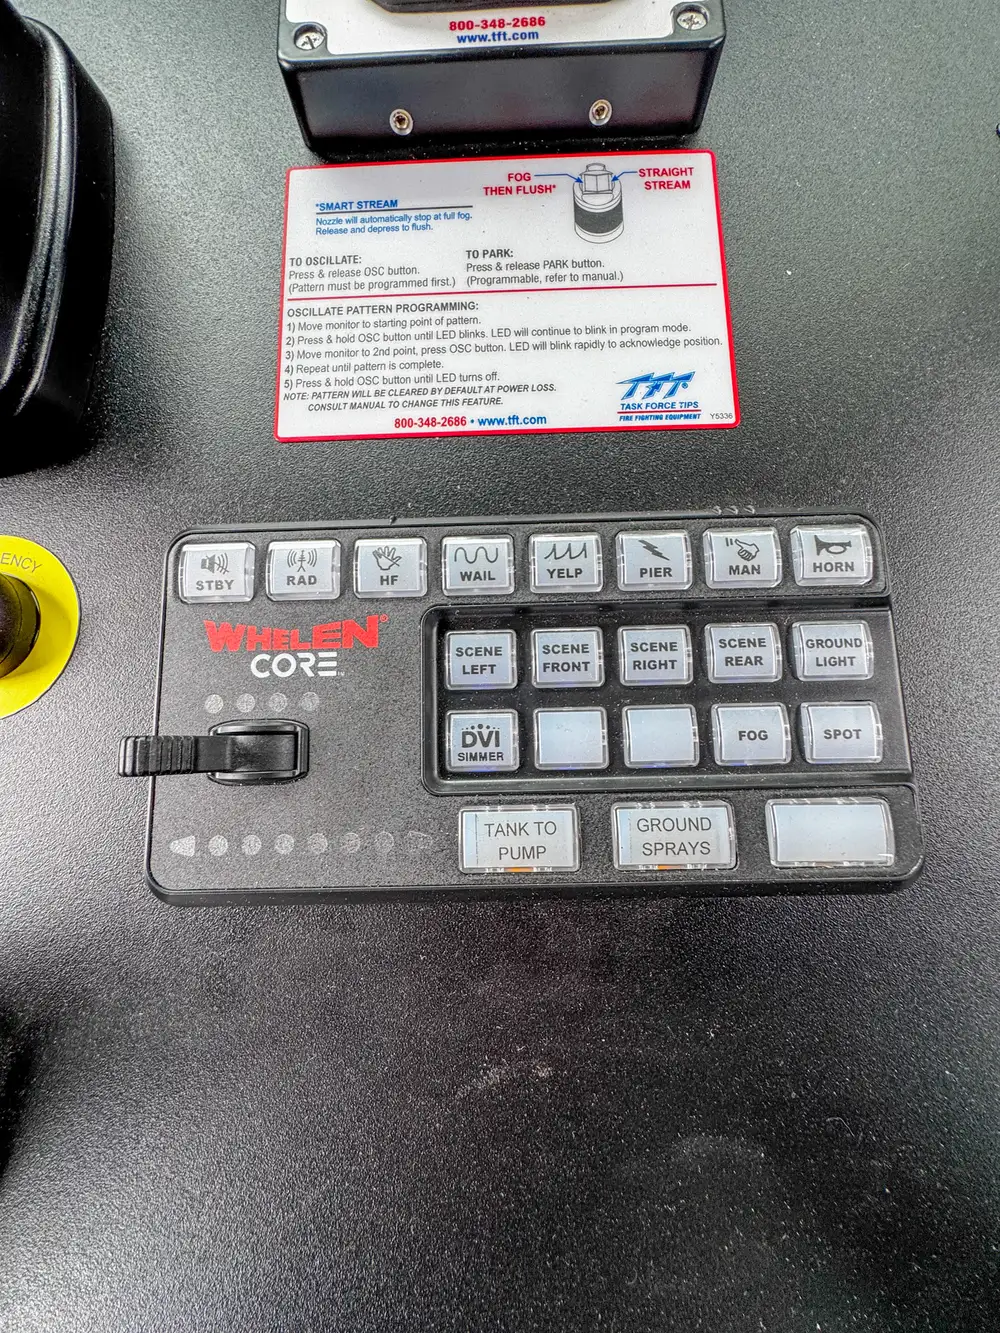 800-348-2686
www.tft.com
FOG
THEN FLUSH*
STRAIGHT
STREAM
*SMART STREAM
Nozzle will automatically stop at full fog.
Release and depress to flush.
TO OSCILLATE:
Press & release OSC button.
(Pattern must be programmed first.)
TO PARK:
Press & release PARK button.
(Programmable, refer to manual.)
OSCILLATE PATTERN PROGRAMMING:
1) Move monitor to starting point of pattern.
2) Press & hold OSC button until LED blinks. LED will continue to blink in program mode.
3) Move monitor to 2nd point, press OSC button. LED will blink rapidly to acknowledge position.
4) Repeat until pattern is complete.
5) Press & hold OSC button until LED turns off.
NOTE: PATTERN WILL BE CLEARED BY DEFAULT AT POWER LOSS.
CONSULT MANUAL TO CHANGE THIS FEATURE.
800-348-2686 • www.tft.com
TFT®
TASK FORCE TIPS
FIRE FIGHTING EQUIPMENT
Y5336
ENCY
STBY
RAD
HF
WAIL
YELP
PIER
MAN
HORN
WHELEN®
CORE™
SCENE
LEFT
SCENE
FRONT
SCENE
RIGHT
SCENE
REAR
GROUND
LIGHT
DVI
SIMMER
FOG
SPOT
TANK TO
PUMP
GROUND
SPRAYS